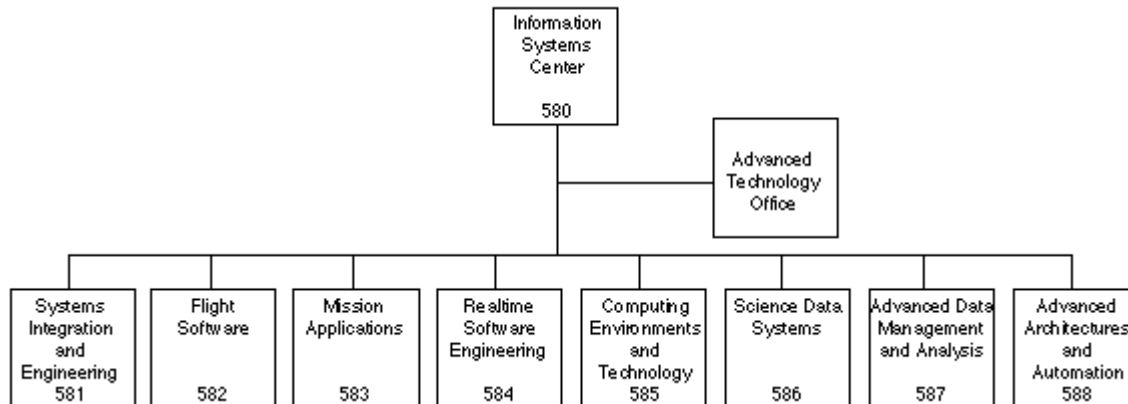 Information
Systems
Center
580
Advanced
Technology
Office
Systems
Integration
and
Engineering
581
Flight
Software
582
Mission
Applications
583
Realtime
Software
Engineering
584
Computing
Environments
and
Technology
585
Science Data
Systems
586
Advanced Data
Management
and Analysis
587
Advanced
Architectures
and
Automation
588